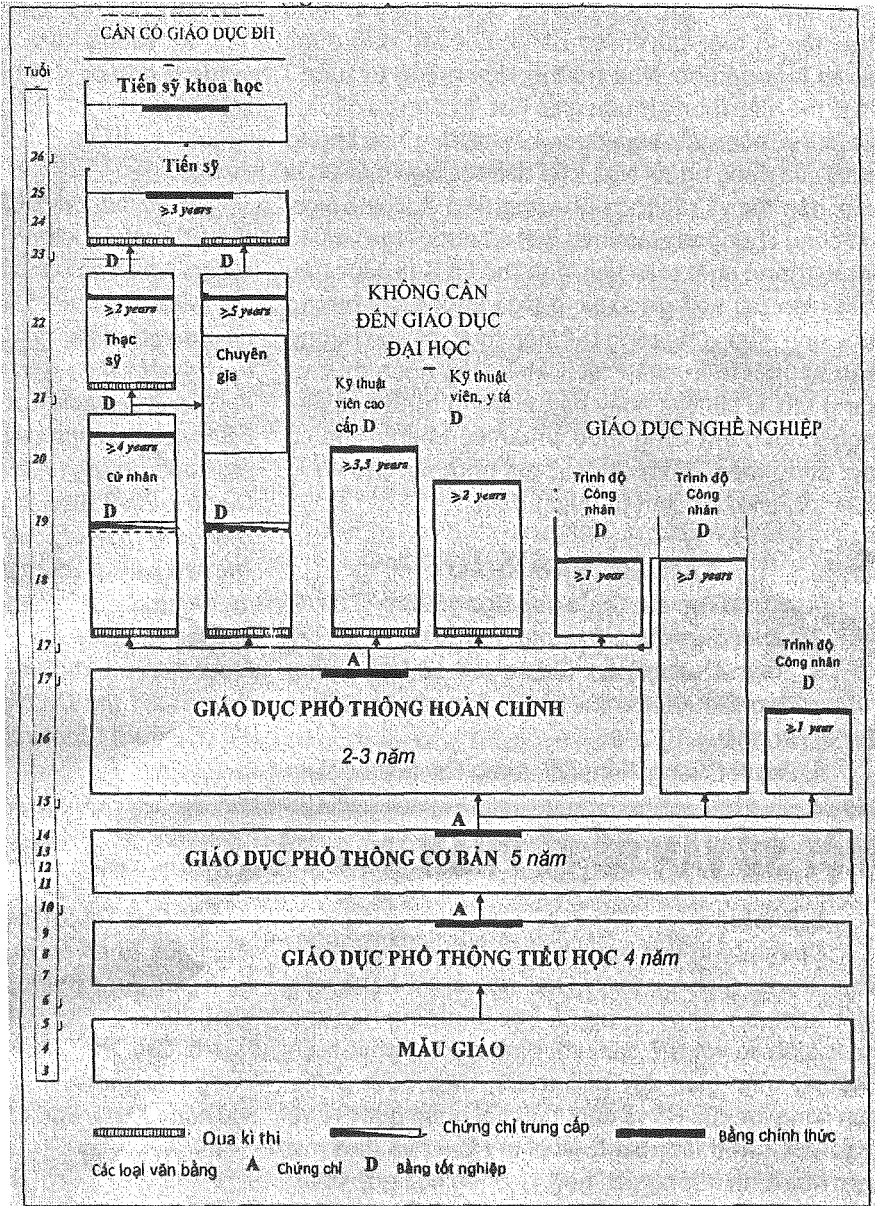 CẦN CÓ GIÁO DỤC ĐH
Tuổi
Tiến sỹ khoa học
26
Tiến sỹ
25
≥3 years
24
23
D D
≥2 years
≥5 years
22
Thạc
sỹ
Chuyên
gia
KHÔNG CẦN
ĐẾN GIÁO DỤC
ĐẠI HỌC
Kỹ thuật
viên cao
cấp D
Kỹ thuật
viên, y tá
D
21
D
GIÁO DỤC NGHỀ NGHIỆP
≥4 years
20
Cử nhân
≥3,5 years
≥2 years
Trình độ
Công
nhân
D
Trình độ
Công
nhân
D
19
D D
18
≥1 year
≥3 years
17
A
Trình độ
Công nhân
D
17
GIÁO DỤC PHỔ THÔNG HOÀN CHỈNH
≥1 year
16
2-3 năm
15
A
14
13
GIÁO DỤC PHỔ THÔNG CƠ BẢN 5 năm
12
11
10
A
9
8
GIÁO DỤC PHỔ THÔNG TIỂU HỌC 4 năm
7
6
5
4
MẪU GIÁO
3
Qua kì thi
Chứng chỉ trung cấp
Bằng chính thức
Các loại văn bằng A Chứng chỉ D Bằng tốt nghiệp